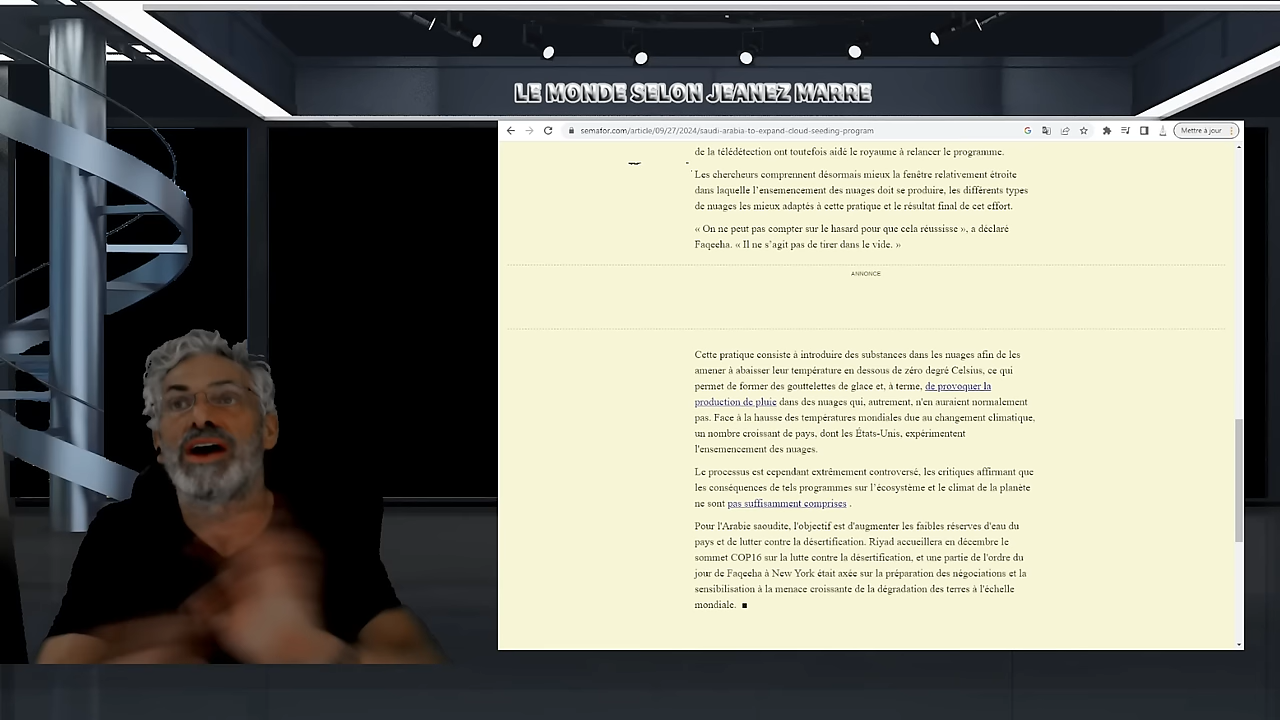 LE MONDE SELON JEANEZ MARRE
semafor.com/article/09/27/2024/saudi-arabia-to-expand-cloud-seeding-program
Mettre à jour
de la télédétection ont toutefois aidé le royaume à relancer le programme.
Les chercheurs comprennent désormais mieux la fenêtre relativement étroite
dans laquelle l'ensemencement des nuages doit se produire, les différents types
de nuages les mieux adaptés à cette pratique et le résultat final de cet effort.
« On ne peut pas compter sur le hasard pour que cela réussisse », a déclaré
Faqeeha. « Il ne s'agit pas de tirer dans le vide. »
ANNONCE
Cette pratique consiste à introduire des substances dans les nuages afin de les
amener à abaisser leur température en dessous de zéro degré Celsius, ce qui
permet de former des gouttelettes de glace et, à terme, de provoquer la
production de pluie dans des nuages qui, autrement, n'en auraient normalement
pas. Face à la hausse des températures mondiales due au changement climatique,
un nombre croissant de pays, dont les États-Unis, expérimentent
l'ensemencement des nuages.
Le processus est cependant extrêmement controversé, les critiques affirmant que
les conséquences de tels programmes sur l'écosystème et le climat de la planète
ne sont pas suffisamment comprises .
Pour l'Arabie saoudite, l'objectif est d'augmenter les faibles réserves d'eau du
pays et de lutter contre la désertification. Riyad accueillera en décembre le
sommet COP16 sur la lutte contre la désertification, et une partie de l'ordre du
jour de Faqeeha à New York était axée sur la préparation des négociations et la
sensibilisation à la menace croissante de la dégradation des terres à l'échelle
mondiale. ■